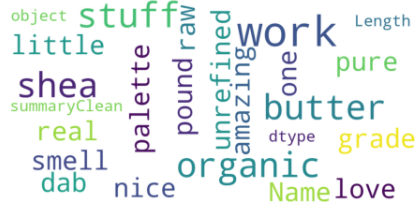 object stuff raw work Length
little palette pound unrefined amazing one pure
shea butter
summaryClean
real dtype grade
smell organic
dab nice Name love